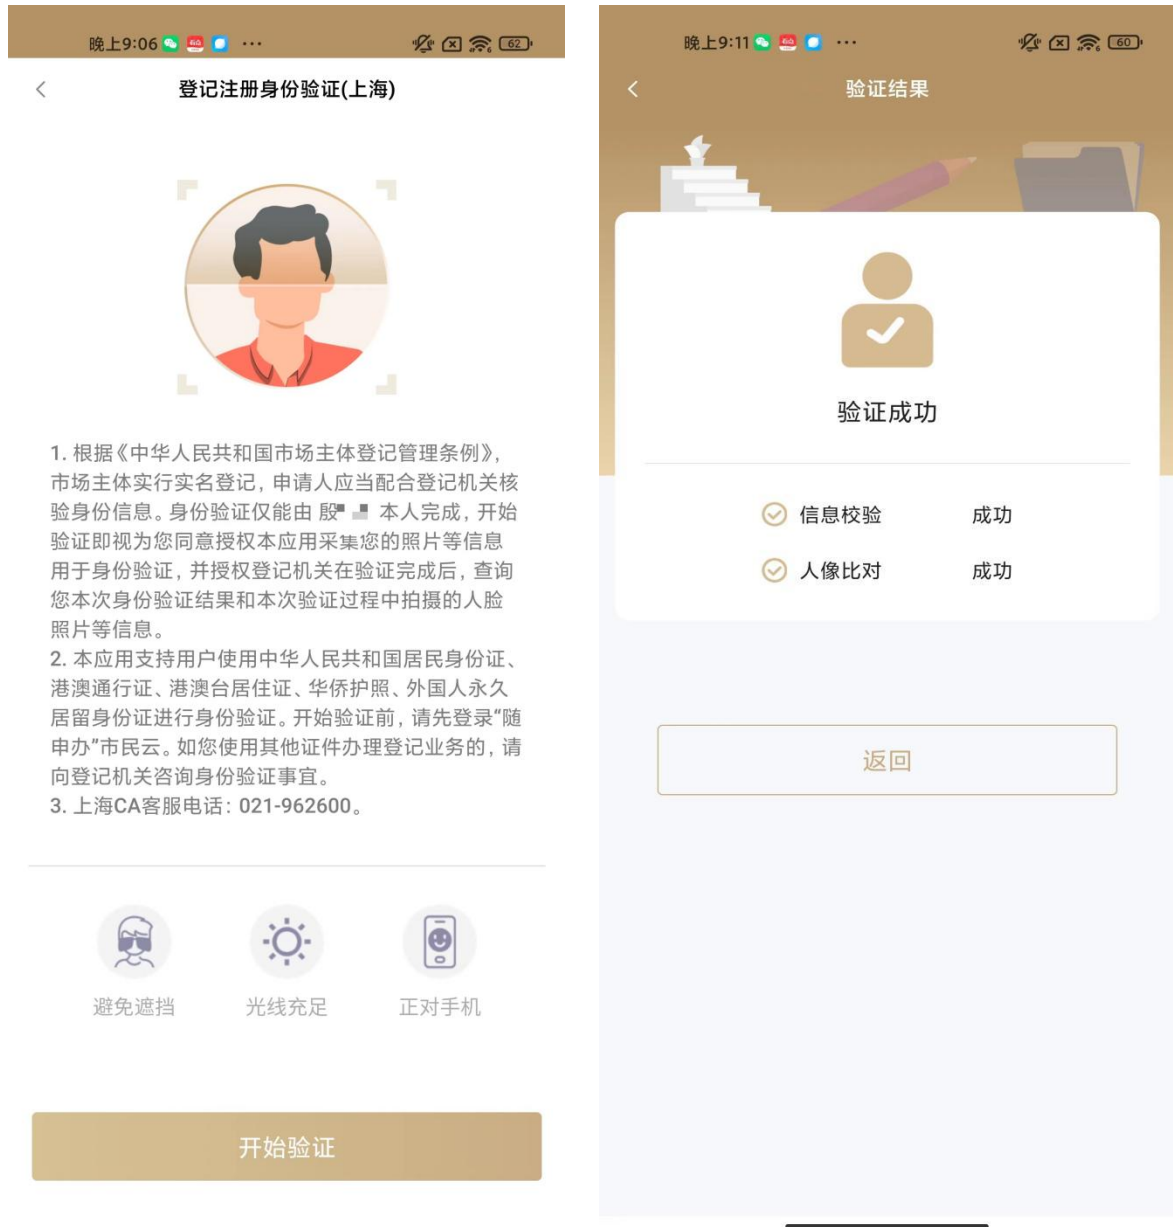 晚上9:06
62
登记注册身份验证(上海)
1. 根据《中华人民共和国市场主体登记管理条例》，
市场主体实行实名登记，申请人应当配合登记机关核
验身份信息。身份验证仅能由 殷 本人完成，开始
验证即视为您同意授权本应用采集您的照片等信息
用于身份验证，并授权登记机关在验证完成后，查询
您本次身份验证结果和本次验证过程中拍摄的人脸
照片等信息。
2. 本应用支持用户使用中华人民共和国居民身份证、
港澳通行证、港澳台居住证、华侨护照、外国人永久
居留身份证进行身份验证。开始验证前，请先登录“随
申办”市民云。如您使用其他证件办理登记业务的，请
向登记机关咨询身份验证事宜。
3. 上海CA客服电话：021-962600。
避免遮挡 光线充足 正对手机
开始验证
晚上9:11
60
验证结果
验证成功
信息校验 成功
人像比对 成功
返回